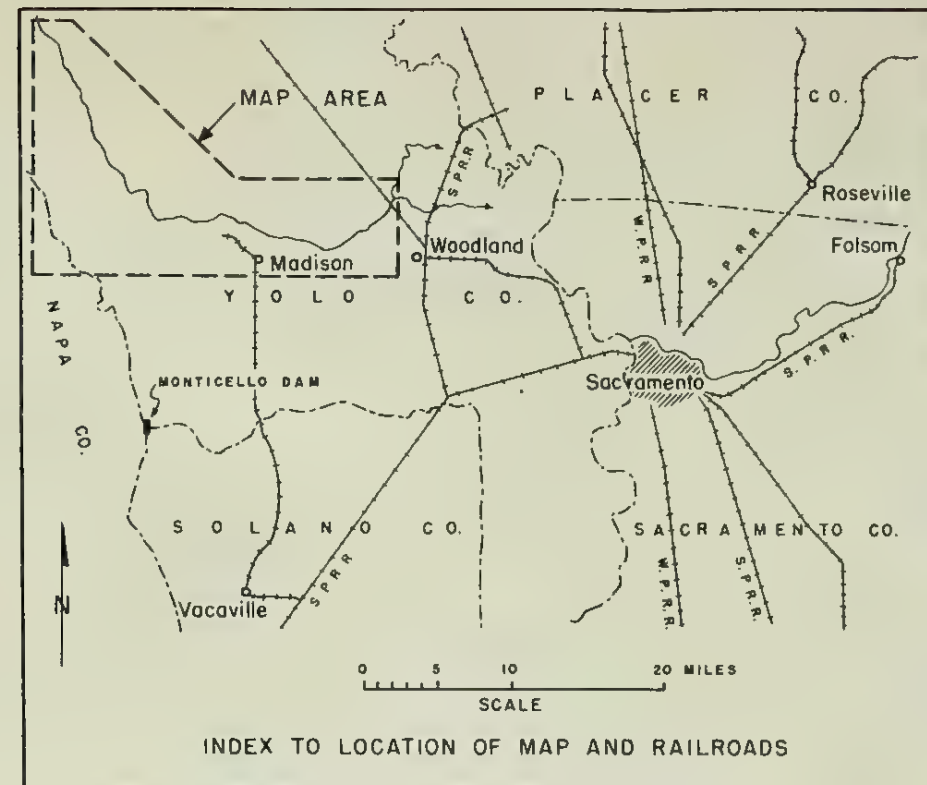 MAP AREA
PLACER CO.
S.P.R.R.
Roseville
W.P.R.R
S.P.R.R.
Folsom
Woodland
Madison
YOLO CO.
NAPA CO.
S.P.R.R.
Sacramento
MONTICELLO DAM
SOLANO CO.
SACRAMENTO CO.
SPRR
W.P.R.R.
S.P.R.R.
N
Vacaville
0 5 10 20 MILES
SCALE
INDEX TO LOCATION OF MAP AND RAILROADS